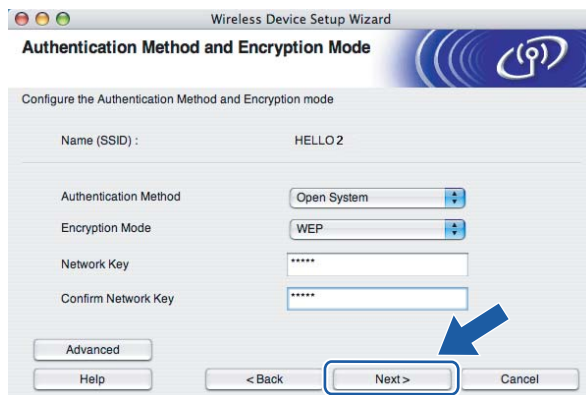 Wireless Device Setup Wizard
Authentication Method and Encryption Mode
Configure the Authentication Method and Encryption mode
Name (SSID) : HELLO2
Authentication Method Open System
Encryption Mode WEP
Network Key *****
Confirm Network Key *****
Advanced
Help < Back Next > Cancel